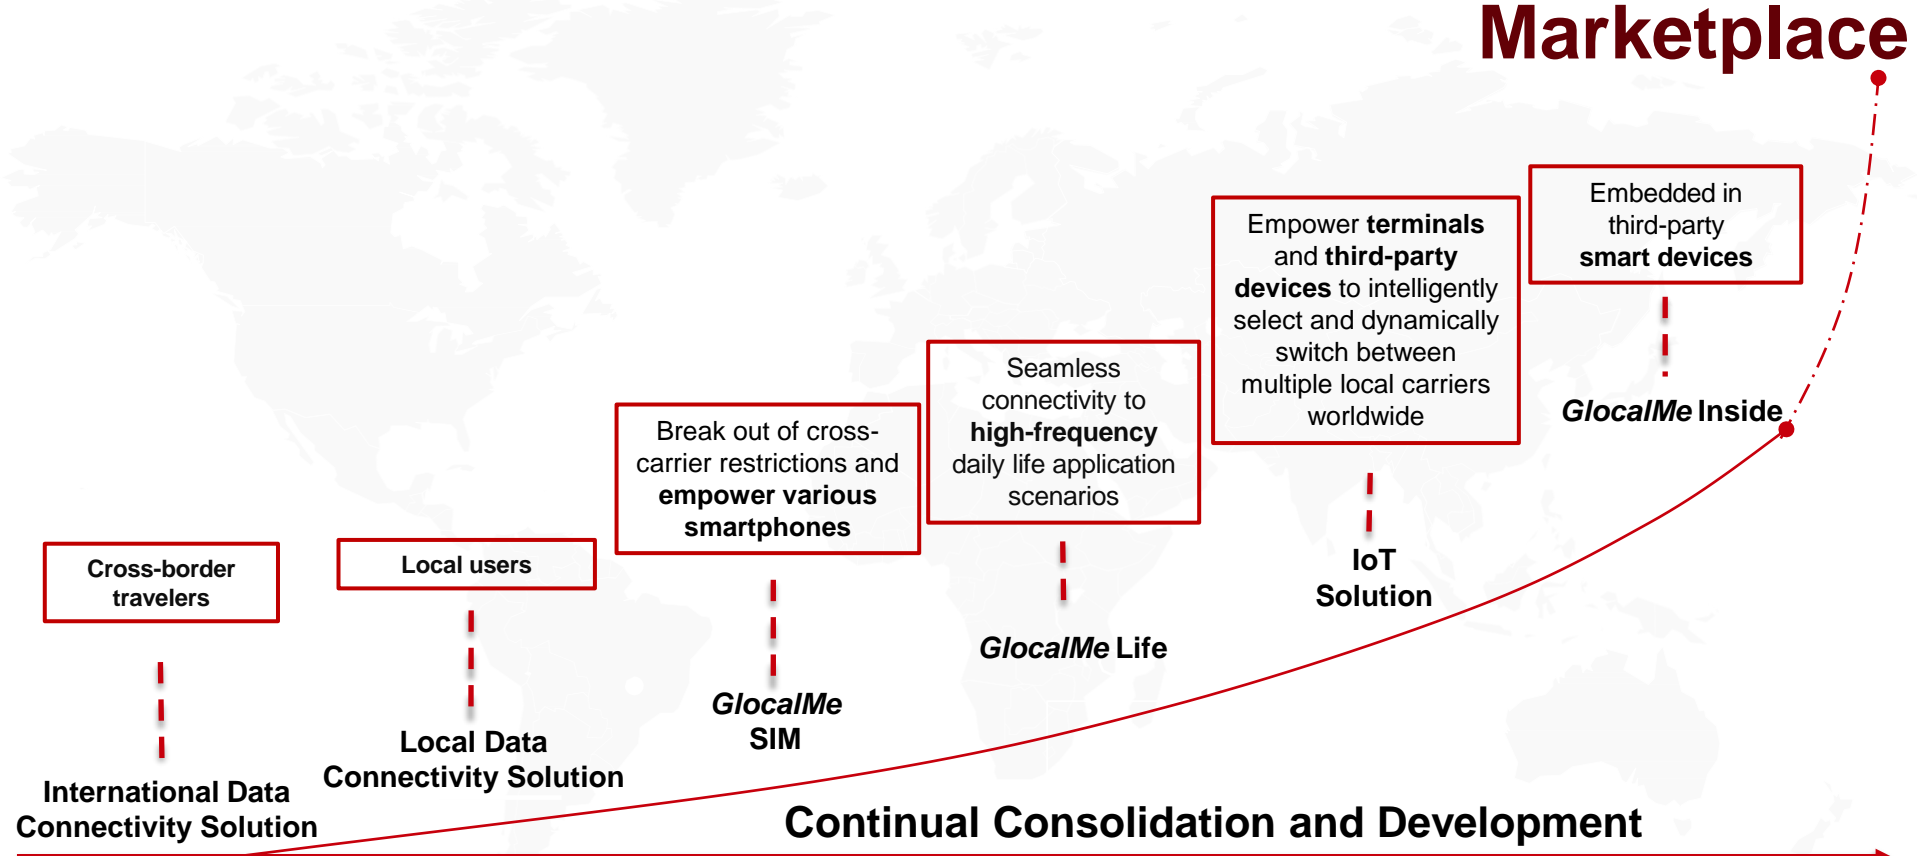 Marketplace
Embedded in
third-party
smart devices
GlocalMe Inside
Empower terminals
and third-party
devices to intelligently
select and dynamically
switch between
multiple local carriers
worldwide
IoT
Solution
Seamless
connectivity to
high-frequency
daily life application
scenarios
GlocalMe Life
Break out of cross-
carrier restrictions and
empower various
smartphones
GlocalMe
SIM
Local users
Local Data
Connectivity Solution
Cross-border
travelers
International Data
Connectivity Solution
Continual Consolidation and Development